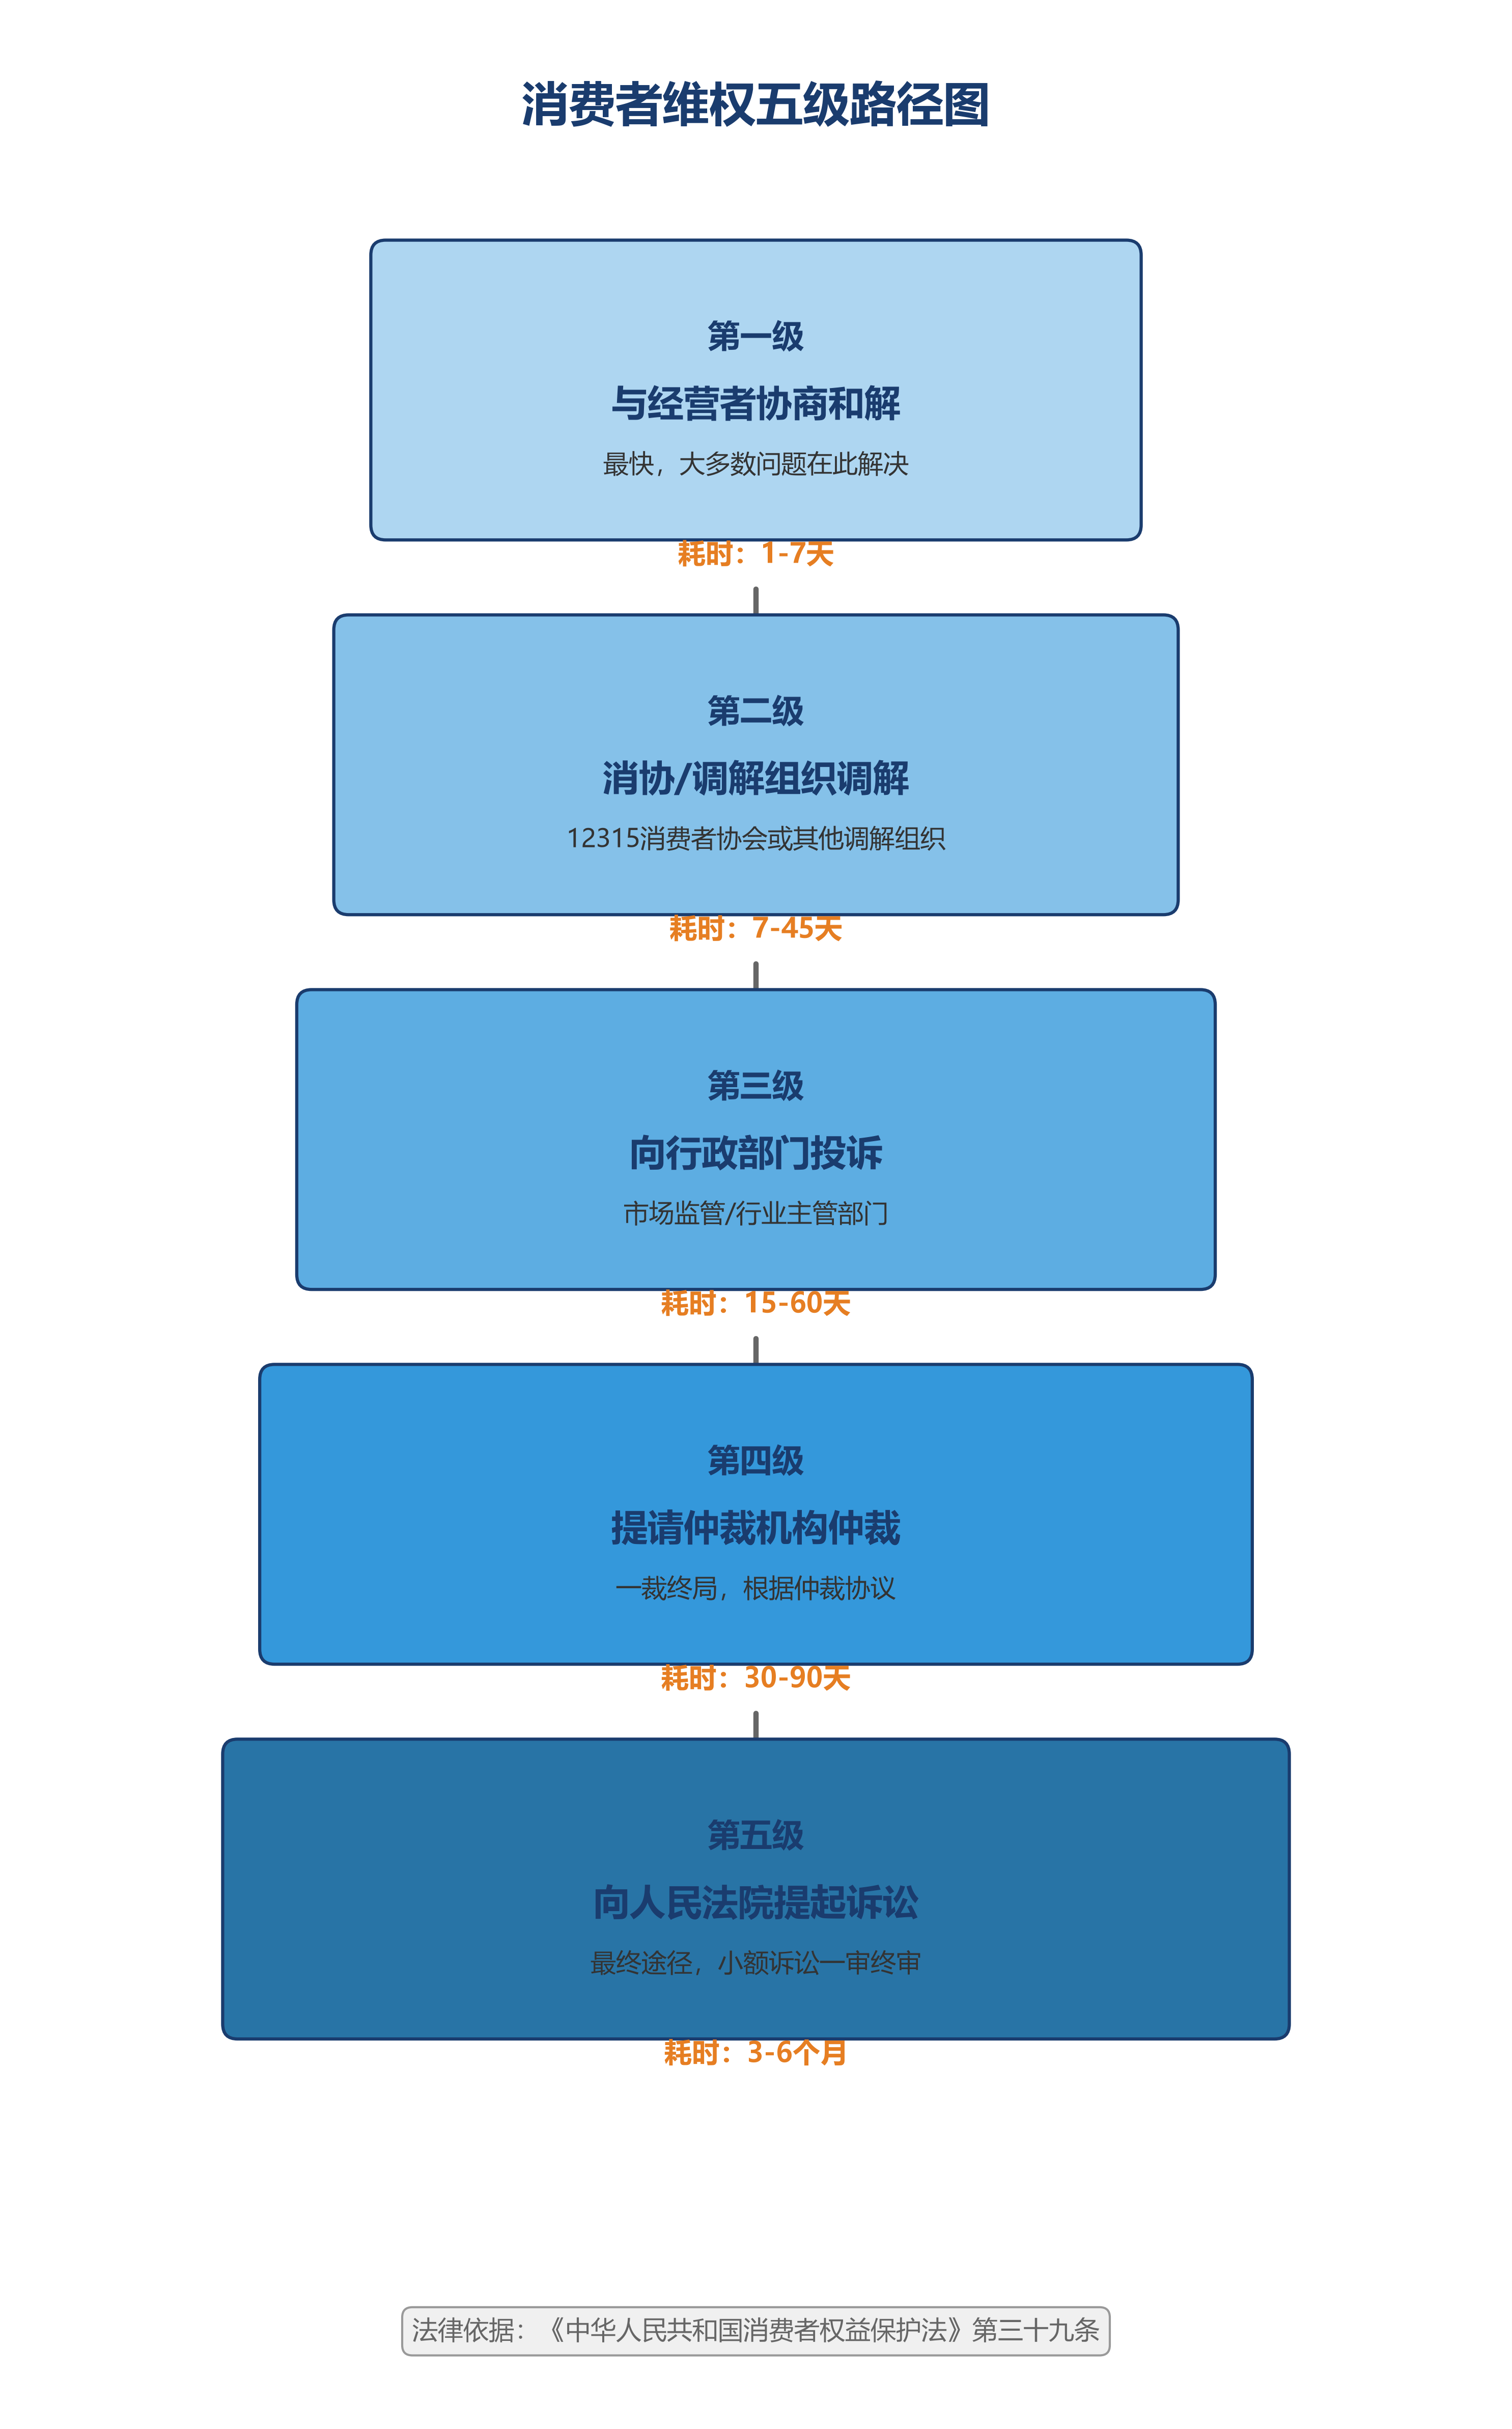 消费者维权五级路径图
第一级
与经营者协商和解
最快，大多数问题在此解决
耗时：1-7天
第二级
消协/调解组织调解
12315消费者协会或其他调解组织
耗时：7-45天
第三级
向行政部门投诉
市场监管/行业主管部门
耗时：15-60天
第四级
提请仲裁机构仲裁
一裁终局，根据仲裁协议
耗时：30-90天
第五级
向人民法院提起诉讼
最终途径，小额诉讼一审终审
耗时：3-6个月
法律依据：《中华人民共和国消费者权益保护法》第三十九条